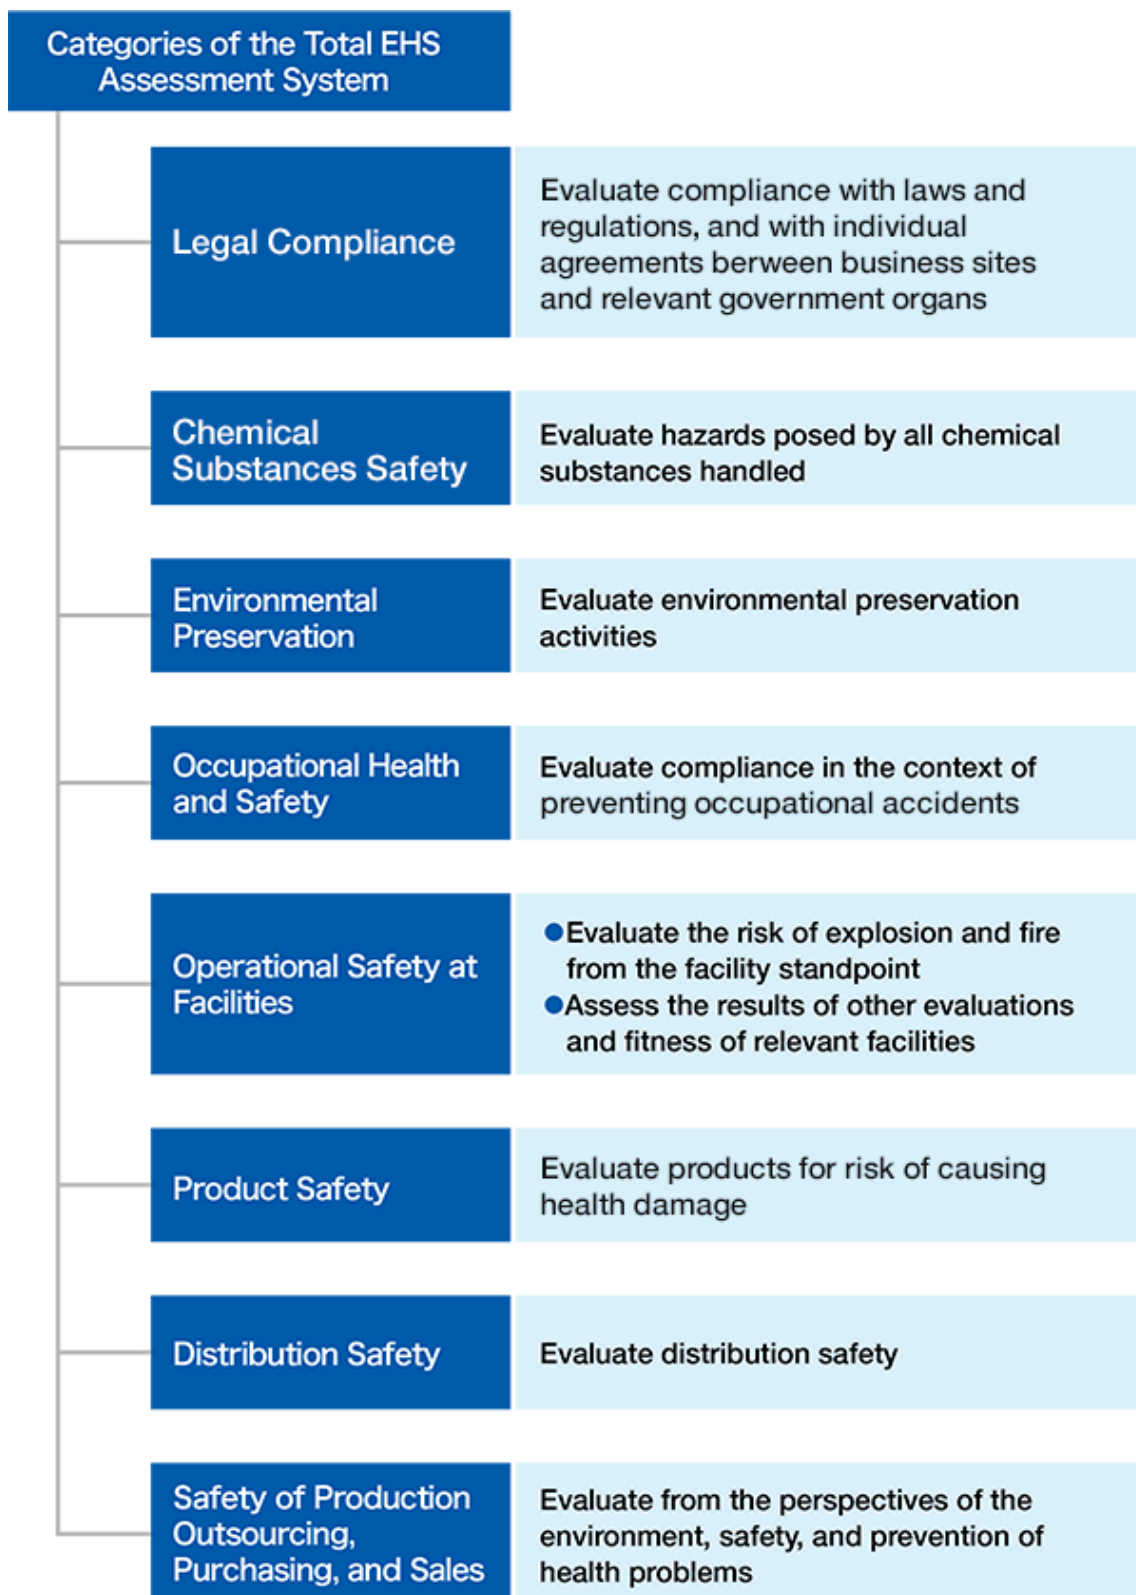 Categories of the Total EHS
Assessment System
Legal Compliance
Evaluate compliance with laws and
regulations, and with individual
agreements berween business sites
and relevant government organs
Chemical
Substances Safety
Evaluate hazards posed by all chemical
substances handled
Environmental
Preservation
Evaluate environmental preservation
activities
Occupational Health
and Safety
Evaluate compliance in the context of
preventing occupational accidents
Operational Safety at
Facilities
●Evaluate the risk of explosion and fire
from the facility standpoint
●Assess the results of other evaluations
and fitness of relevant facilities
Product Safety
Evaluate products for risk of causing
health damage
Distribution Safety
Evaluate distribution safety
Safety of Production
Outsourcing,
Purchasing, and Sales
Evaluate from the perspectives of the
environment, safety, and prevention of
health problems